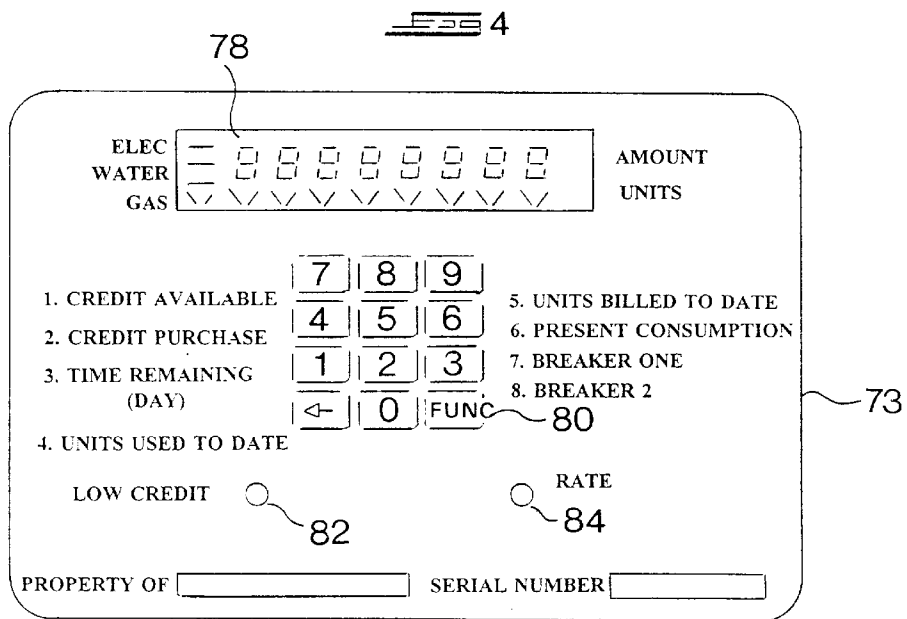 Fig 4
78
ELEC
WATER
GAS
AMOUNT
UNITS
7 8 9
4 5 6
1 2 3
0 FUNC
80
1. CREDIT AVAILABLE
2. CREDIT PURCHASE
3. TIME REMAINING
(DAY)
4. UNITS USED TO DATE
5. UNITS BILLED TO DATE
6. PRESENT CONSUMPTION
7. BREAKER ONE
8. BREAKER 2
73
LOW CREDIT
82
RATE
84
PROPERTY OF
SERIAL NUMBER